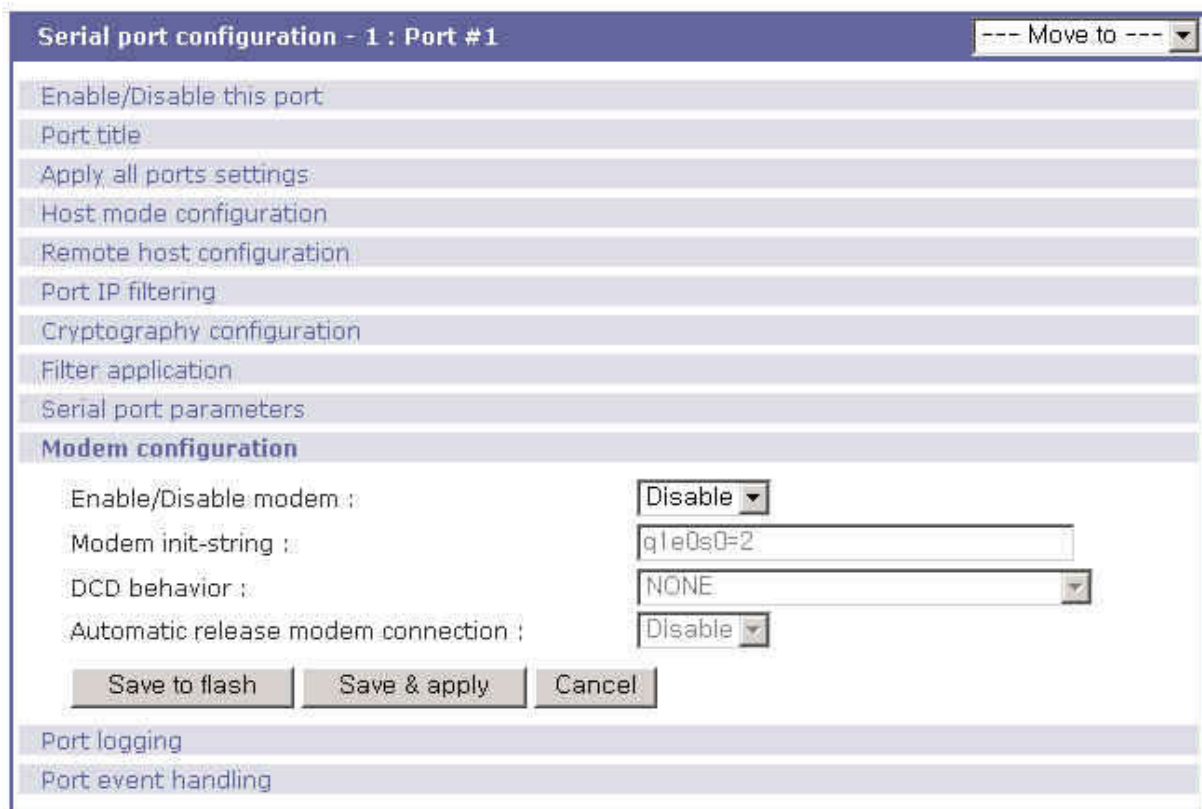 Serial port configuration - 1 : Port #1 --- Move to ---
Enable/Disable this port
Port title
Apply all ports settings
Host mode configuration
Remote host configuration
Port IP filtering
Cryptography configuration
Filter application
Serial port parameters
Modem configuration
Enable/Disable modem : Disable
Modem init-string : q1e0s0=2
DCD behavior : NONE
Automatic release modem connection : Disable
Save to flash Save & apply Cancel
Port logging
Port event handling